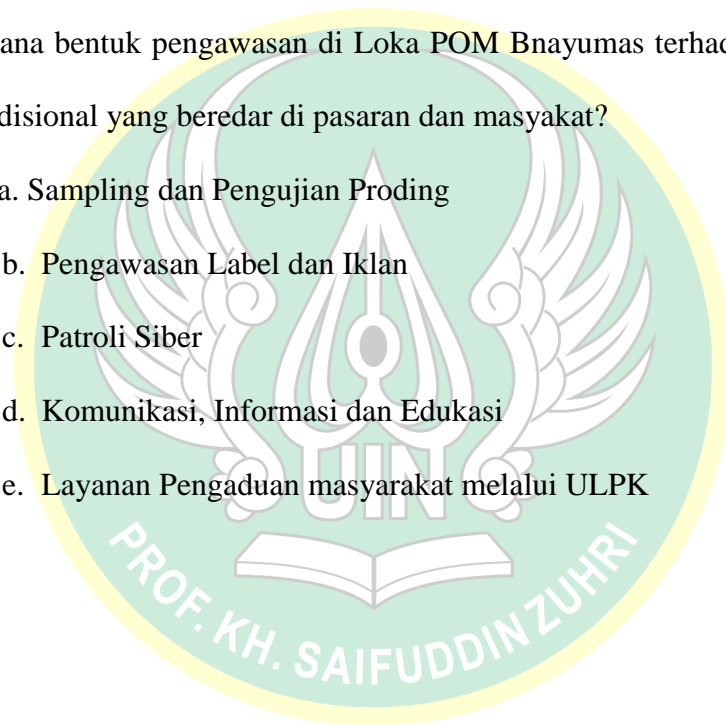 ana bentuk pengawasan di Loka POM Bnayumas terhad
disional yang beredar di pasaran dan masyakat?
a. Sampling dan Pengujian Proding
b. Pengawasan Label dan Iklan
c. Patroli Siber
d. Komunikasi, Informasi dan Edukasi
e. Layanan Pengaduan masyarakat melalui ULPK
UIN
PROF. KH. SAIFUDDIN ZUHRI